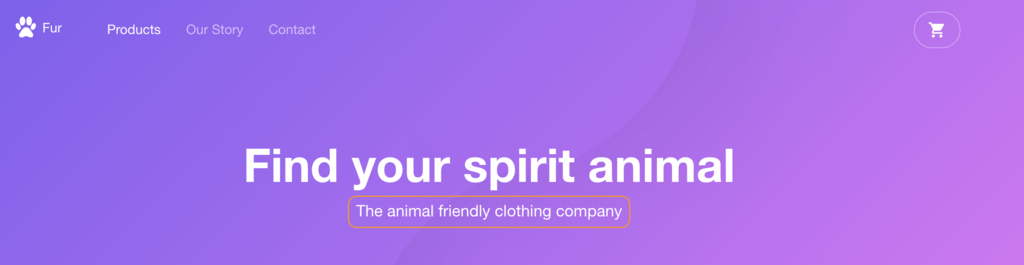 Fur
Products
Our Story
Contact
Find your spirit animal
The animal friendly clothing company